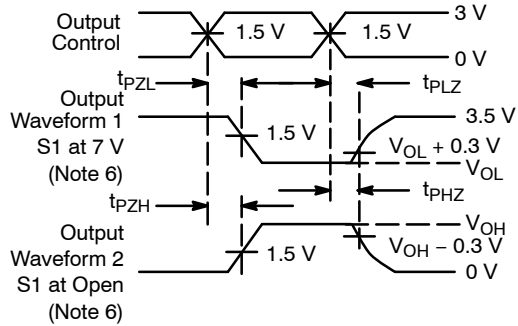 Output
Control
1.5 V
1.5 V
3 V
0 V
tPZL
tPLZ
Output
Waveform 1
S1 at 7 V
(Note 6)
1.5 V
3.5 V
VOL + 0.3 V
VOL
tPZH
tPHZ
Output
Waveform 2
S1 at Open
(Note 6)
1.5 V
VOH
VOH − 0.3 V
0 V